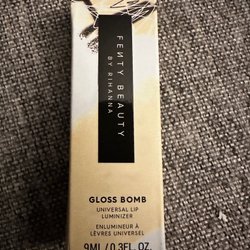 FENTY BEAUTY
BY RIHANNA
GLOSS BOMB
UNIVERSAL LIP
LUMINIZER
ENLUMINEUR À
LÈVRES UNIVERSEL
9ML / 0.3FL. OZ.